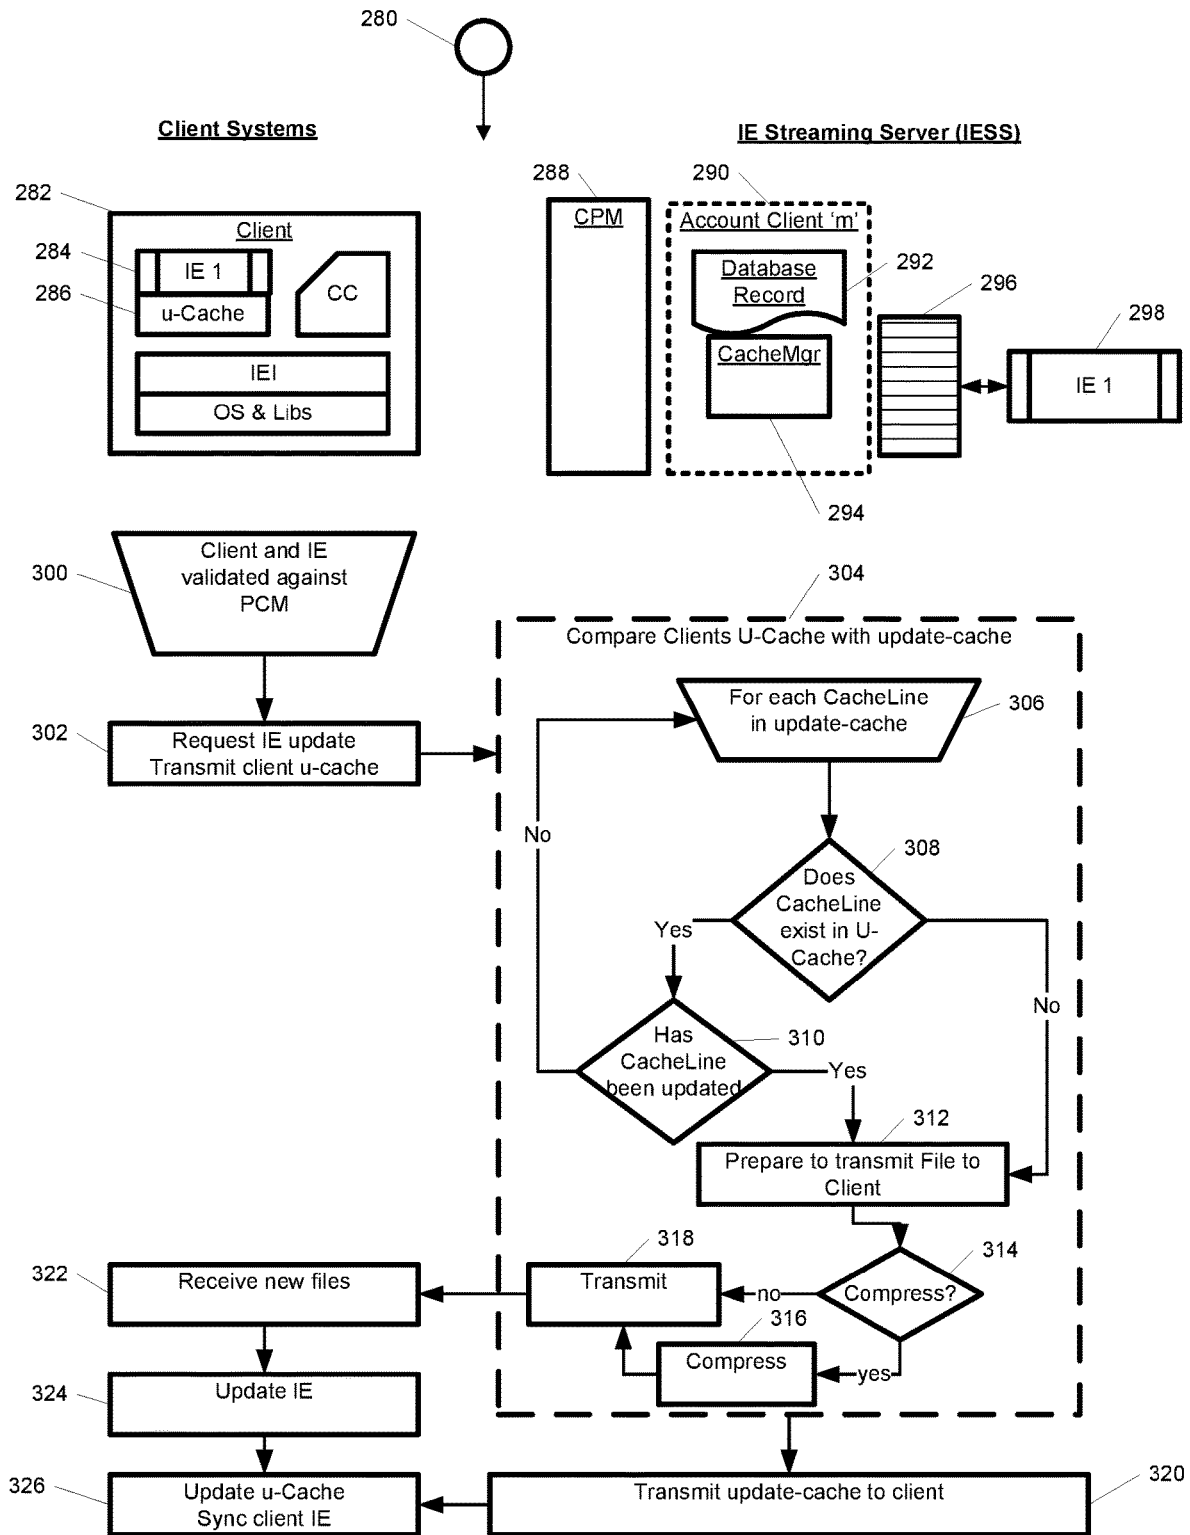 280
Client Systems
IE Streaming Server (IESS)
282
Client
284
IE 1
286
u-Cache
CC
IEI
OS & Libs
288
CPM
290
Account Client 'm'
Database
Record
292
CacheMgr
294
296
298
IE 1
300
Client and IE
validated against
PCM
302
Request IE update
Transmit client u-cache
304
Compare Clients U-Cache with update-cache
For each CacheLine
in update-cache
306
308
Does
CacheLine
exist in U-
Cache?
Yes
No
No
Has
CacheLine
been updated
310
Yes
312
Prepare to transmit File to
Client
314
Compress?
no
yes
316
Compress
318
Transmit
322
Receive new files
324
Update IE
326
Update u-Cache
Sync client IE
Transmit update-cache to client
320